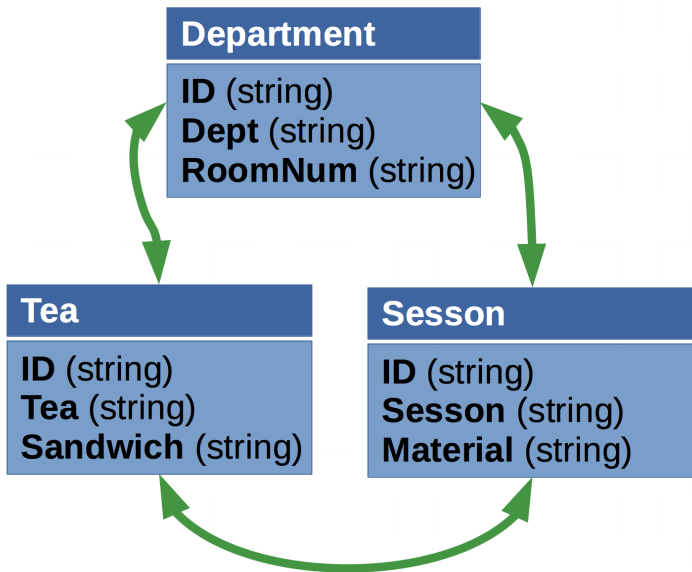 Department
ID (string)
Dept (string)
RoomNum (string)
Tea
ID (string)
Tea (string)
Sandwich (string)
Sesson
ID (string)
Sesson (string)
Material (string)